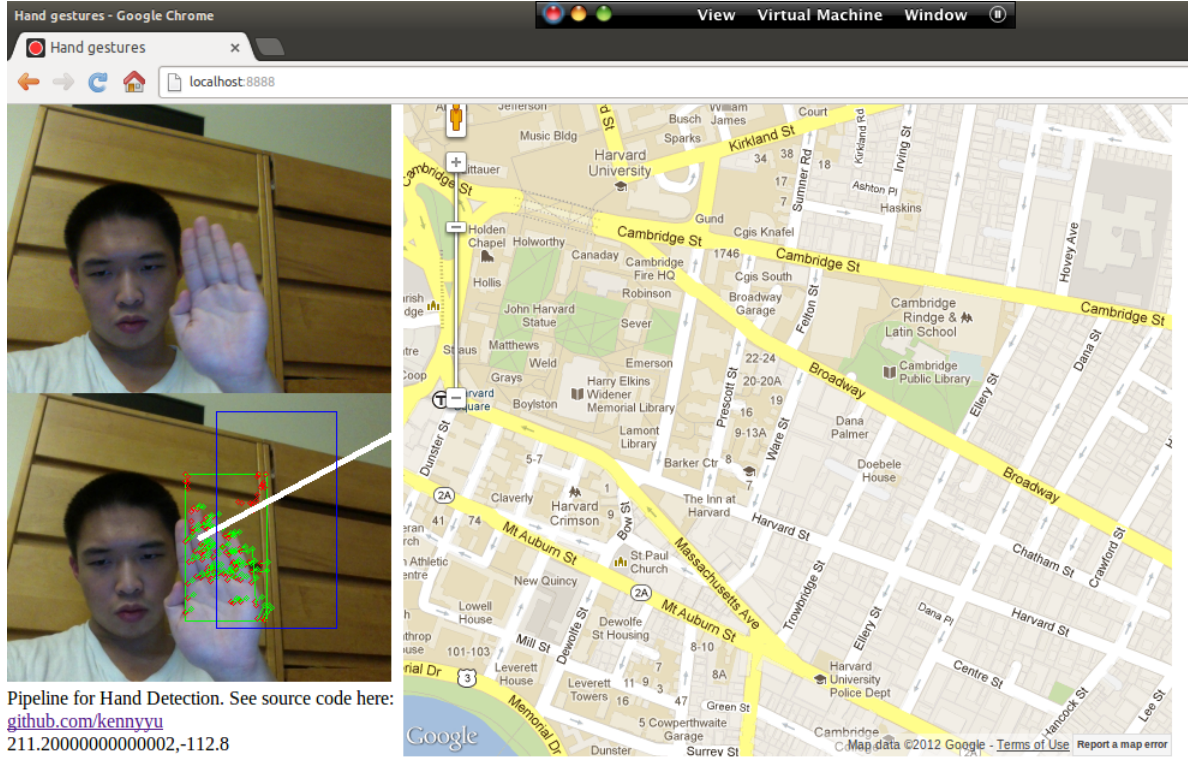 Hand gestures - Google Chrome
View Virtual Machine Window
Hand gestures
localhost:8888
Jefferson
William James
Court
Music Bldg
Busch
Sparks
Kirkland St
Kirkland Rd
Irving St
Harvard University
34
38
18
17
7
Sumner Rd
Ashton Pl
Haskins
Hovey Ave
Cambridge St
Gund
Cgis Knafel
Holden Chapel
Holworthy
Cambridge St
1746
Cambridge St
Canaday
Cambridge Fire HQ
Cgis South
Hollis
Robinson
Broadway Garage
Felton St
Cambridge Rindge & Latin School
Cambridge St
John Harvard Statue
Sever
Matthews
Weld
Emerson
22-24
20-20A
Broadway
Cambridge Public Library
Dana St
Grays
Harry Elkins Widener Memorial Library
Boylston
Prescott St
16
19
9-13A
Ware St
Ellery St
Dana Palmer
Lamont Library
Dunster St
5-7
Barker Ctr
8
7
Doebele House
Broadway
2A
Claverly
1
Harvard Crimson
9
Bow St
The Inn at Harvard
Harvard St
41
74
Mt Auburn St
St Paul Church
Massachusetts Ave
Chatham St
Crawford St
New Quincy
2A
Trowbridge St
Lowell House
Dewolfe St
Dewolfe St Housing
Mt Auburn St
Ellery St
Dana Pl
Harvard St
101-103
Mill St
8-10
8A
Centre St
3
Leverett House
Leverett Towers
11
9
3
16
4
47
Harvard University Police Dept
Green St
Hancock St
Lee St
Memorial Dr
5 Cowperthwaite Garage
Dunster
Surrey St
Google
Map data ©2012 Google - Terms of Use
Report a map error
Pipeline for Hand Detection. See source code here:
github.com/kennyyu
211.20000000000002,-112.8